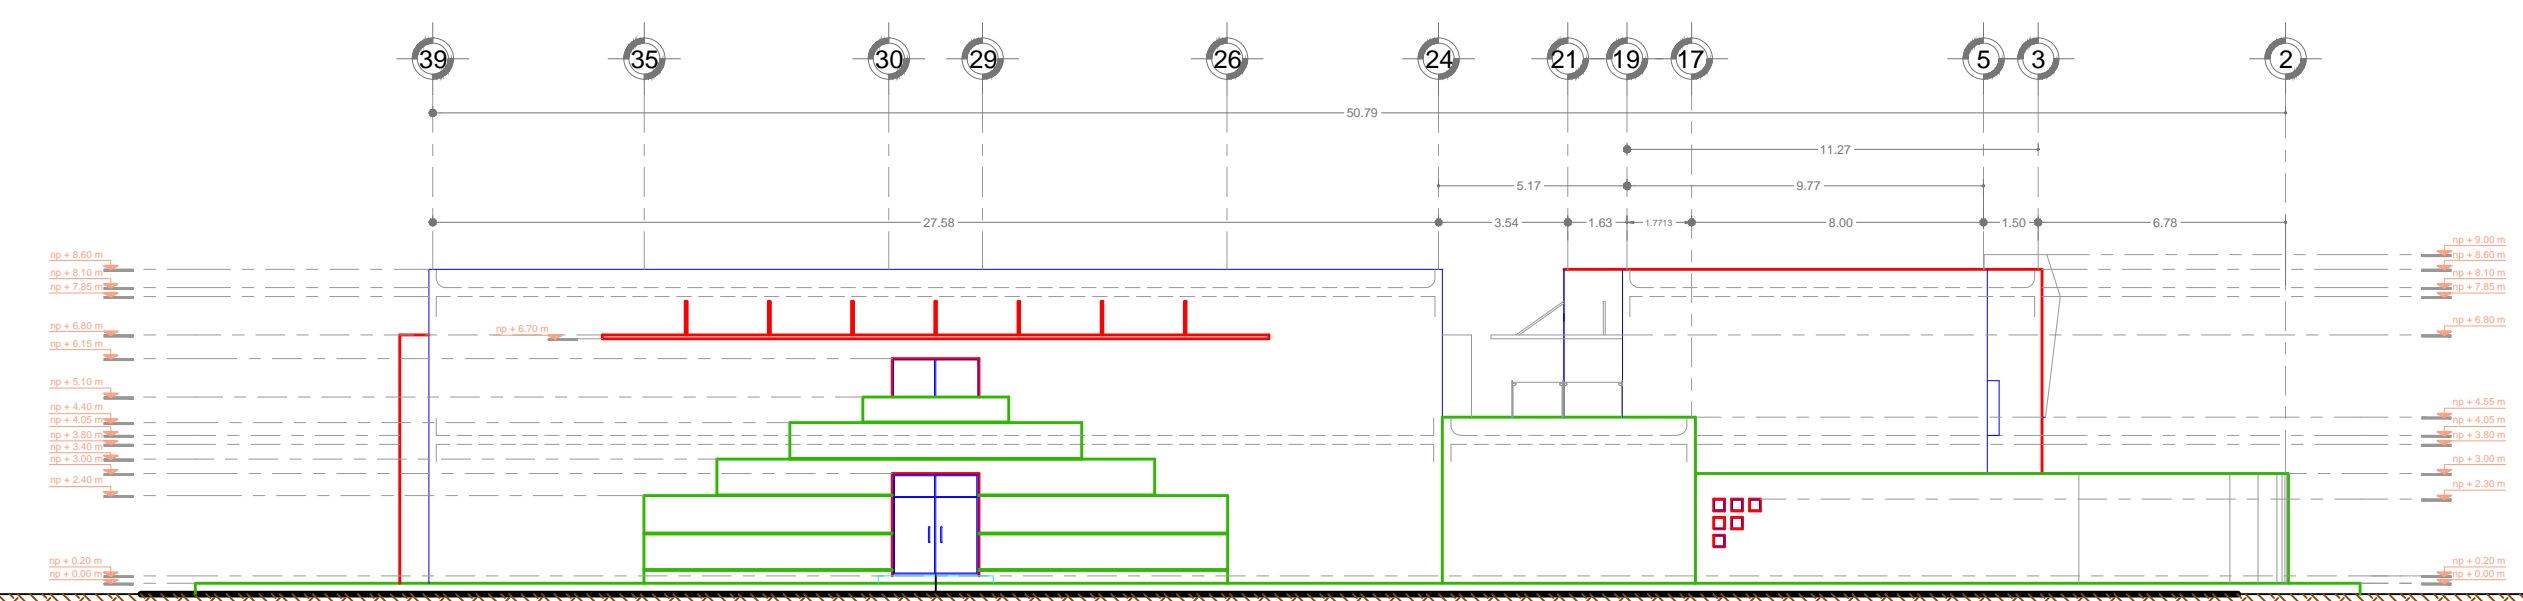 39 35 30 29 26 24 21 19 17 5 3 2
50.79
11.27
5.17 9.77
27.58 3.54 1.63 1.7713 8.00 1.50 6.78
np + 8.60 m
np + 8.10 m
np + 7.85 m
np + 6.80 m
np + 6.15 m
np + 5.10 m
np + 4.40 m
np + 4.05 m
np + 3.80 m
np + 3.40 m
np + 3.00 m
np + 2.40 m
np + 0.20 m
np + 0.00 m
np + 6.70 m
np + 9.00 m
np + 8.60 m
np + 8.10 m
np + 7.85 m
np + 6.80 m
np + 4.55 m
np + 4.05 m
np + 3.80 m
np + 3.00 m
np + 2.30 m
np + 0.20 m
np + 0.00 m